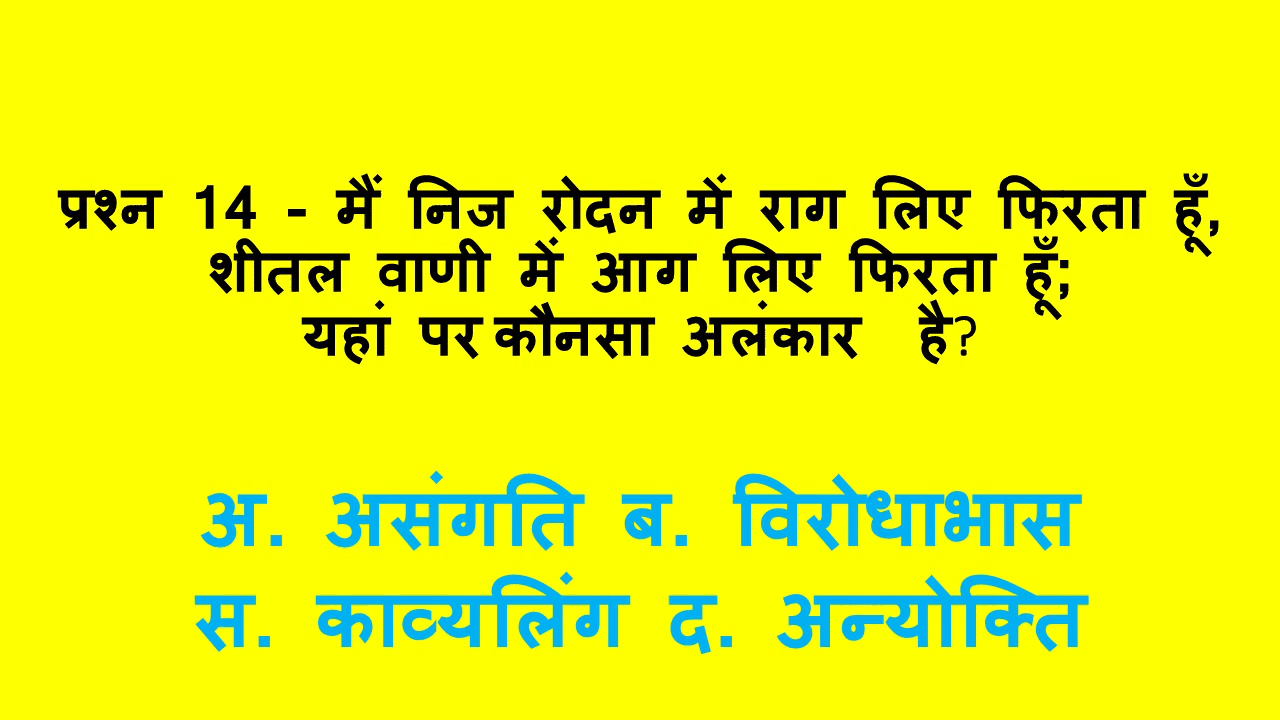 प्रश्न 14 - मैं निज रोदन में राग लिए फिरता हूँ,
शीतल वाणी में आग लिए फिरता हूँ;
यहां पर कौनसा अलंकार है?
अ. असंगति ब. विरोधाभास
स. काव्यलिंग द. अन्योक्ति